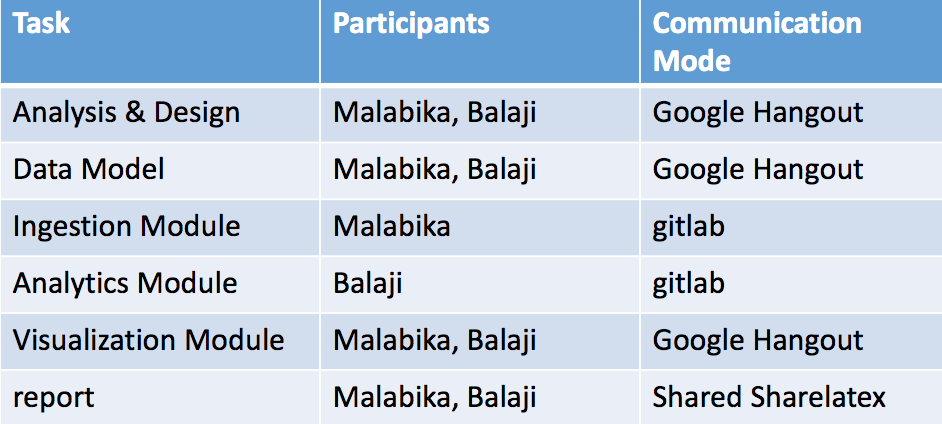 Task Participants Communication
Mode
Analysis & Design Malabika, Balaji Google Hangout
Data Model Malabika, Balaji Google Hangout
Ingestion Module Malabika gitlab
Analytics Module Balaji gitlab
Visualization Module Malabika, Balaji Google Hangout
report Malabika, Balaji Shared Sharelatex